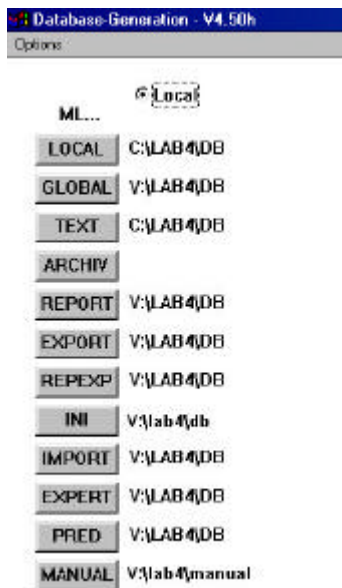 Database-Generation - V4.50h
Options
Local
ML...
LOCAL C:\LAB4\DB
GLOBAL V:\LAB4\DB
TEXT C:\LAB4\DB
ARCHIV
REPORT V:\LAB4\DB
EXPORT V:\LAB4\DB
REPEXP V:\LAB4\DB
INI V:\lab4\db
IMPORT V:\LAB4\DB
EXPERT V:\LAB4\DB
PRED V:\LAB4\DB
MANUAL V:\lab4\manual